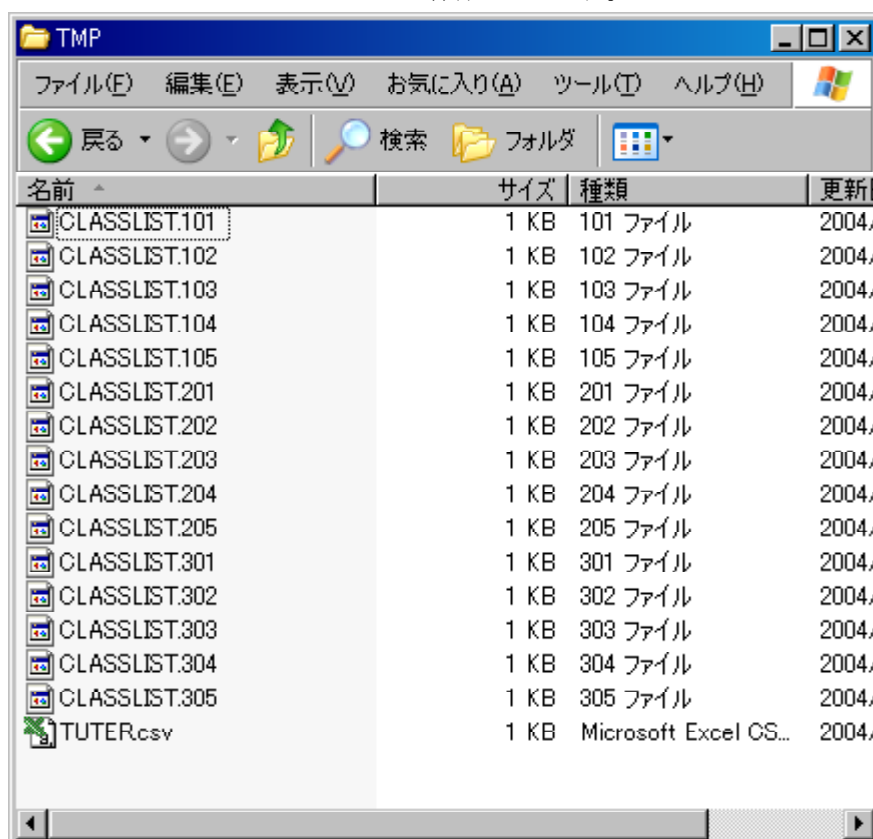 TMP
ファイル(F) 編集(E) 表示(V) お気に入り(A) ツール(T) ヘルプ(H)
戻る 検索 フォルダ
名前 サイズ 種類 更新
CLASSLIST.101 1 KB 101 ファイル 2004
CLASSLIST.102 1 KB 102 ファイル 2004
CLASSLIST.103 1 KB 103 ファイル 2004
CLASSLIST.104 1 KB 104 ファイル 2004
CLASSLIST.105 1 KB 105 ファイル 2004
CLASSLIST.201 1 KB 201 ファイル 2004
CLASSLIST.202 1 KB 202 ファイル 2004
CLASSLIST.203 1 KB 203 ファイル 2004
CLASSLIST.204 1 KB 204 ファイル 2004
CLASSLIST.205 1 KB 205 ファイル 2004
CLASSLIST.301 1 KB 301 ファイル 2004
CLASSLIST.302 1 KB 302 ファイル 2004
CLASSLIST.303 1 KB 303 ファイル 2004
CLASSLIST.304 1 KB 304 ファイル 2004
CLASSLIST.305 1 KB 305 ファイル 2004
TUTER.csv 1 KB Microsoft Excel CS... 2004